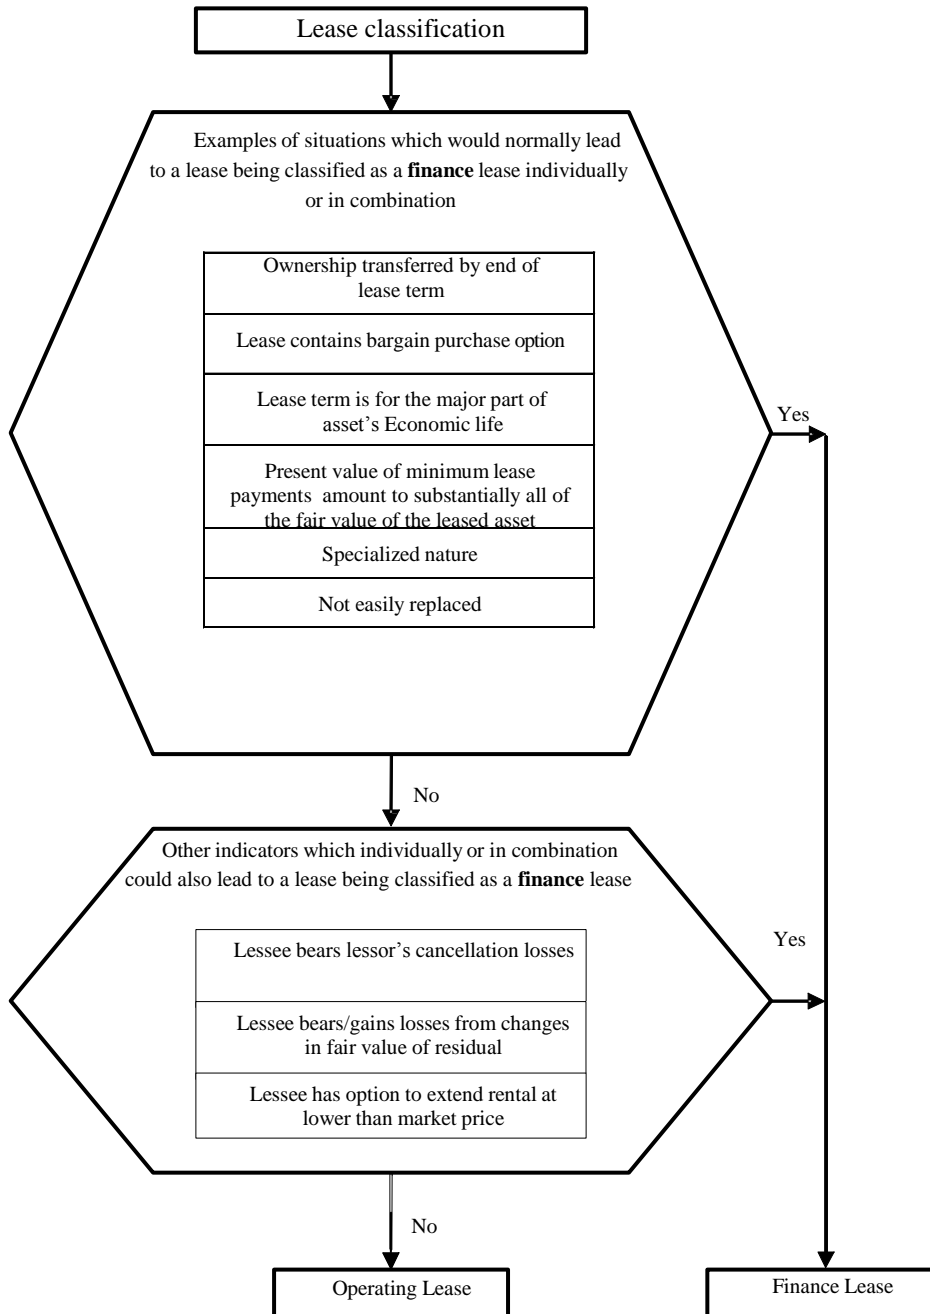 Lease classification
Examples of situations which would normally lead
to a lease being classified as a finance lease individually
or in combination
Ownership transferred by end of
lease term
Lease contains bargain purchase option
Lease term is for the major part of
asset's Economic life
Yes
Present value of minimum lease
payments amount to substantially all of
the fair value of the leased asset
Specialized nature
Not easily replaced
No
Other indicators which individually or in combination
could also lead to a lease being classified as a finance lease
Lessee bears lessor's cancellation losses
Yes
Lessee bears/gains losses from changes
in fair value of residual
Lessee has option to extend rental at
lower than market price
No
Operating Lease
Finance Lease